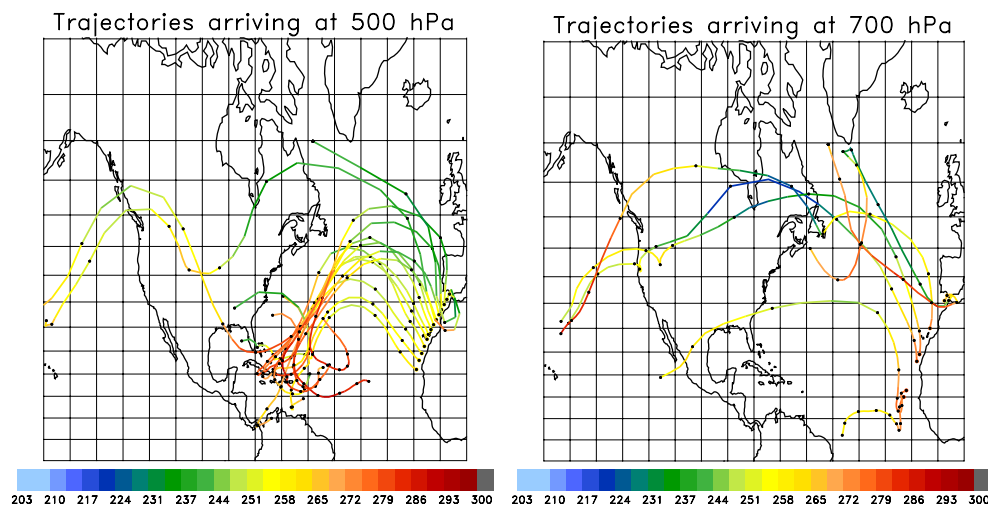 Trajectories arriving at 500 hPa
Trajectories arriving at 700 hPa
203 210 217 224 231 237 244 251 258 265 272 279 286 293 300
203 210 217 224 231 237 244 251 258 265 272 279 286 293 300